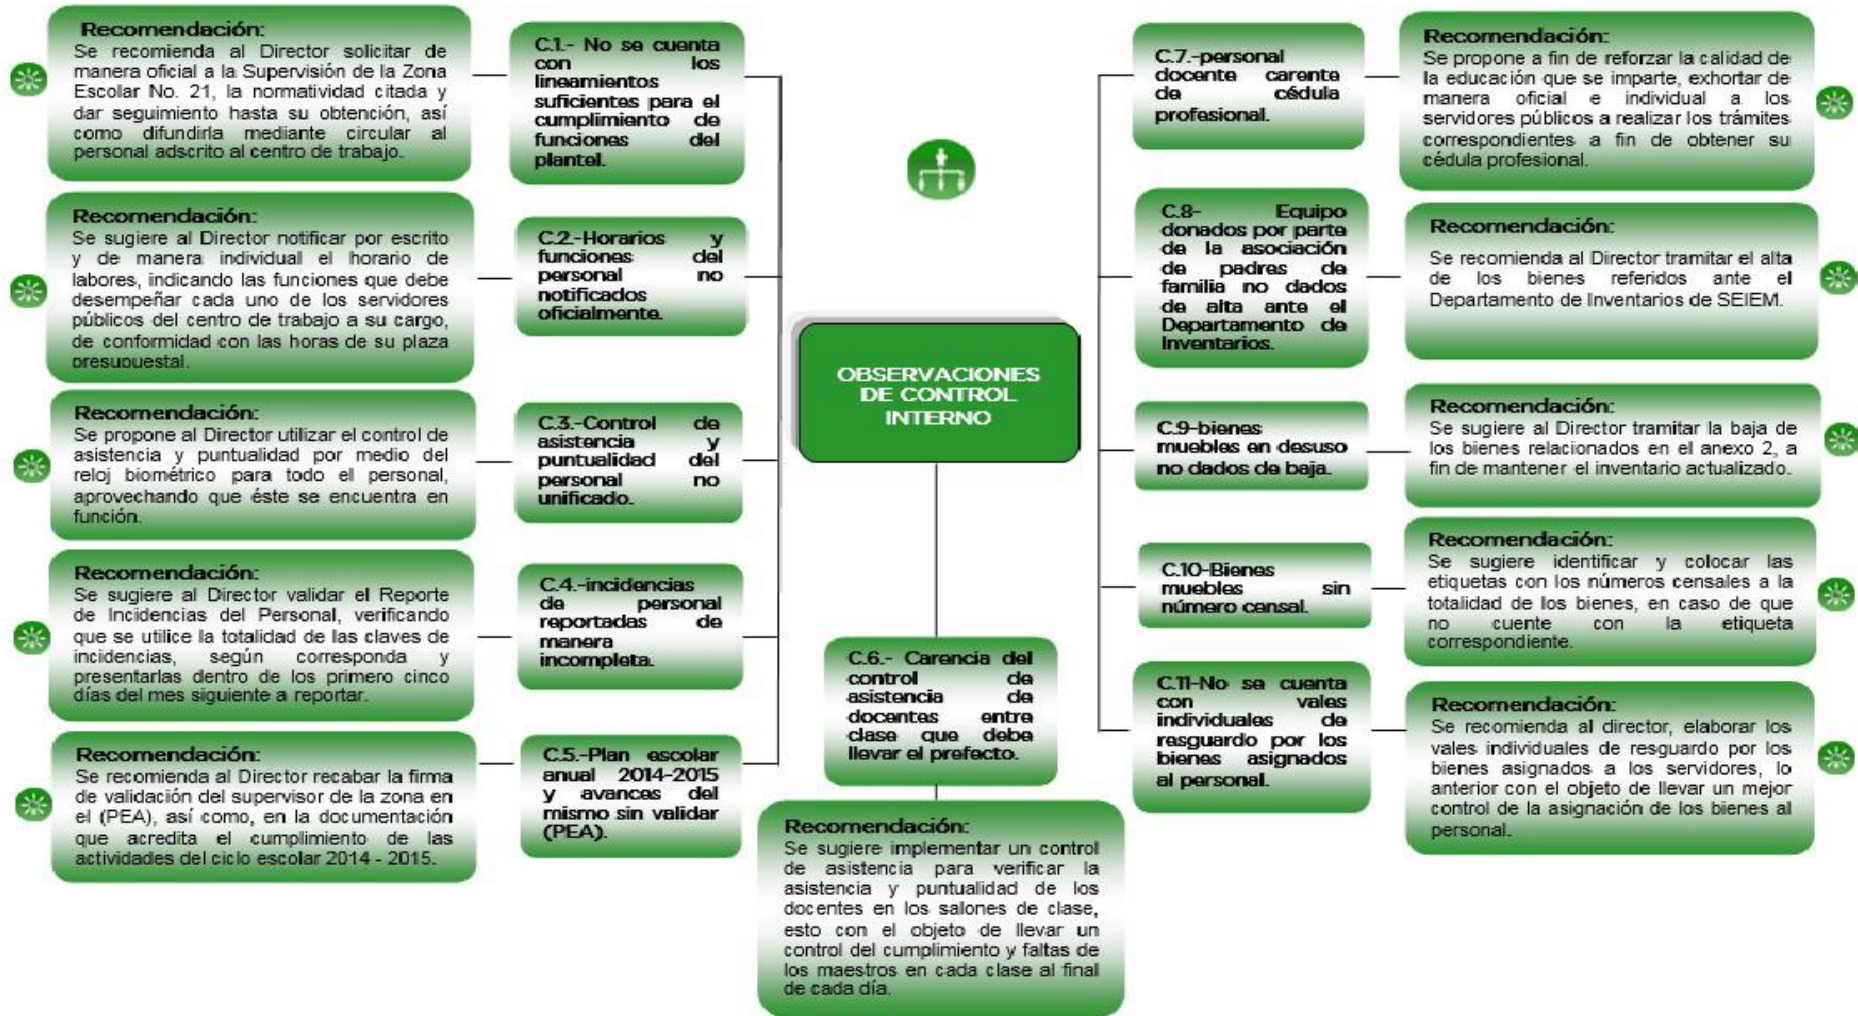 Recomendación:
Se recomienda al Director solicitar de
manera oficial a la Supervisión de la Zona
Escolar No. 21, la normatividad citada y
dar seguimiento hasta su obtención, así
como difundirla mediante circular al
personal adscrito al centro de trabajo.
C.1.- No se cuenta
con los
lineamientos
suficientes para el
cumplimiento de
funciones del
plantel.
Recomendación:
Se sugiere al Director notificar por escrito
y de manera individual el horario de
labores, indicando las funciones que debe
desempeñar cada uno de los servidores
públicos del centro de trabajo a su cargo,
de conformidad con las horas de su plaza
presupuestal.
C.2.-Horarios y
funciones del
personal no
notificados
oficialmente.
Recomendación:
Se propone al Director utilizar el control de
asistencia y puntualidad por medio del
reloj biométrico para todo el personal,
aprovechando que éste se encuentra en
función.
C.3.-Control de
asistencia y
puntualidad del
personal no
unificado.
Recomendación:
Se sugiere al Director validar el Reporte
de Incidencias del Personal, verificando
que se utilice la totalidad de las claves de
incidencias, según corresponda y
presentarlas dentro de los primero cinco
días del mes siguiente a reportar.
C.4.-incidencias
de personal
reportadas de
manera
incompleta.
Recomendación:
Se recomienda al Director recabar la firma
de validación del supervisor de la zona en
el (PEA), así como, en la documentación
que acredita el cumplimiento de las
actividades del ciclo escolar 2014 - 2015.
C.5.-Plan escolar
anual 2014-2015
y avances del
mismo sin validar
(PEA).
OBSERVACIONES
DE CONTROL
INTERNO
C.6.- Carencia del
control de
asistencia de
docentes entre
clase que debe
llevar el prefecto.
Recomendación:
Se sugiere implementar un control
de asistencia para verificar la
asistencia y puntualidad de los
docentes en los salones de clase,
esto con el objeto de llevar un
control del cumplimiento y faltas de
los maestros en cada clase al final
de cada día.
C.7.-personal
docente carente
de cédula
profesional.
Recomendación:
Se propone a fin de reforzar la calidad de
la educación que se imparte, exhortar de
manera oficial e individual a los
servidores públicos a realizar los trámites
correspondientes a fin de obtener su
cédula profesional.
C.8- Equipo
donados por parte
de la asociación
de padres de
familia no dados
de alta ante el
Departamento de
Inventarios.
Recomendación:
Se recomienda al Director tramitar el alta
de los bienes referidos ante el
Departamento de Inventarios de SEIEM.
C.9-bienes
muebles en desuso
no dados de baja.
Recomendación:
Se sugiere al Director tramitar la baja de
los bienes relacionados en el anexo 2, a
fin de mantener el inventario actualizado.
C.10-Bienes
muebles sin
número censal.
Recomendación:
Se sugiere identificar y colocar las
etiquetas con los números censales a la
totalidad de los bienes, en caso de que
no cuente con la etiqueta
correspondiente.
C.11-No se cuenta
con vales
individuales de
resguardo por los
bienes asignados
al personal.
Recomendación:
Se recomienda al director, elaborar los
vales individuales de resguardo por los
bienes asignados a los servidores, lo
anterior con el objeto de llevar un mejor
control de la asignación de los bienes al
personal.